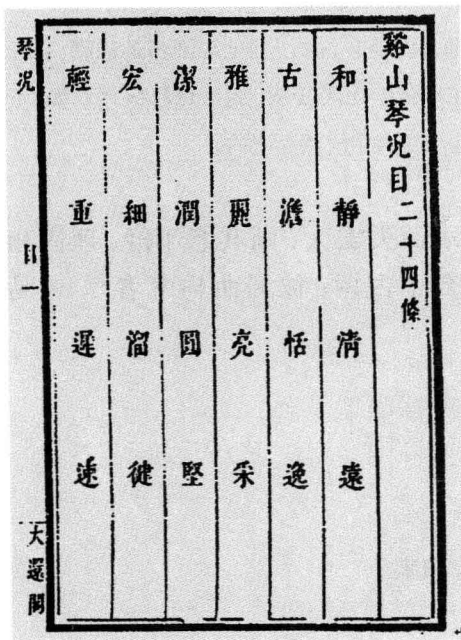 谿山琴況目二十四條
和 靜 清 遠
古 澹 恬 逸
雅 麗 亮 采
潔 潤 圓 堅
宏 細 溜 徤
輕 重 遲 速
琴況 目一 大還閣